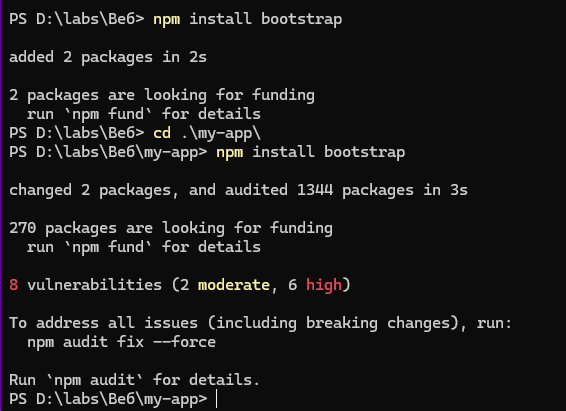 PS D:\labs\Be6> npm install bootstrap
added 2 packages in 2s
2 packages are looking for funding
  run `npm fund` for details
PS D:\labs\Be6> cd .\my-app\
PS D:\labs\Be6\my-app> npm install bootstrap
changed 2 packages, and audited 1344 packages in 3s
270 packages are looking for funding
  run `npm fund` for details
8 vulnerabilities (2 moderate, 6 high)
To address all issues (including breaking changes), run:
  npm audit fix --force
Run `npm audit` for details.
PS D:\labs\Be6\my-app>